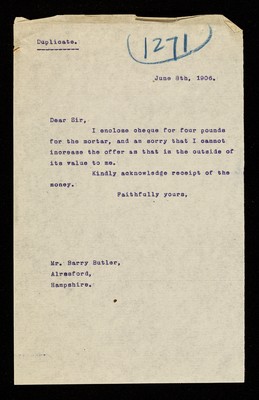 Duplicate.
1271
June 8th, 1906.
Dear Sir,
I enclose cheque for four pounds
for the mortar, and am sorry that I cannot
increase the offer as that is the outside of
its value to me.
Kindly acknowledge receipt of the
money.
Faithfully yours,
Mr. Barry Butler,
Alresford,
Hampshire.